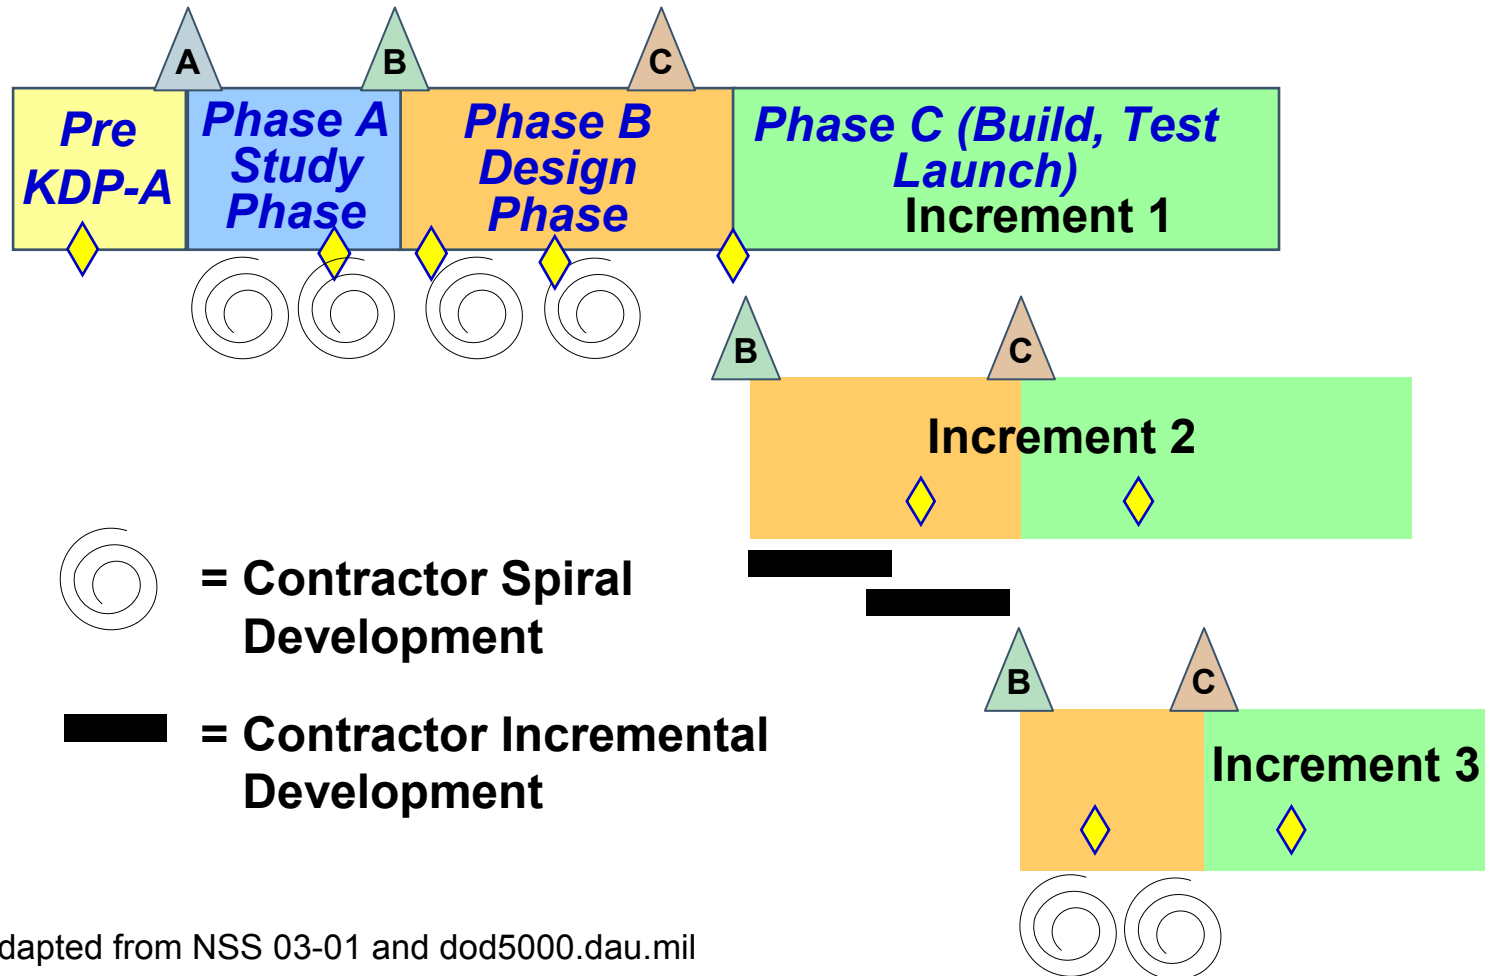 A
B
C
Pre
KDP-A
Phase A
Study
Phase
Phase B
Design
Phase
Phase C (Build, Test
Launch)
Increment 1
B
C
Increment 2
= Contractor Spiral
Development
B
C
= Contractor Incremental
Development
Increment 3
dapted from NSS 03-01 and dod5000.dau.mil